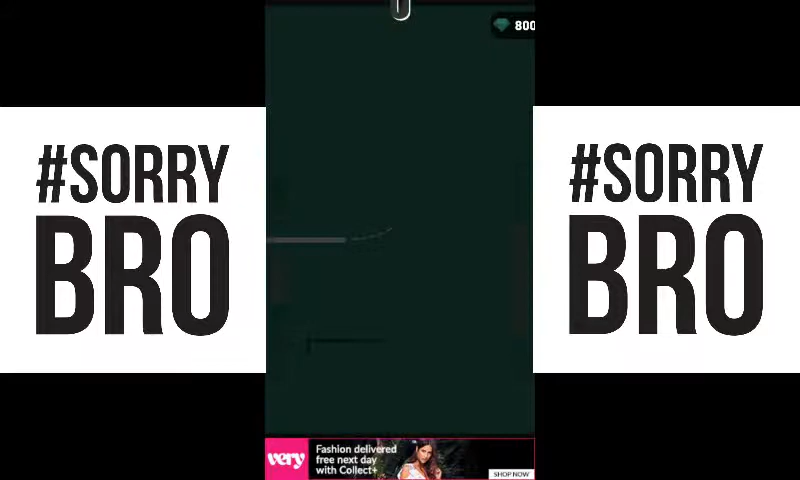 800
#SORRY
BRO
#SORRY
BRO
very
Fashion delivered
free next day
with Collect+
SHOP NOW